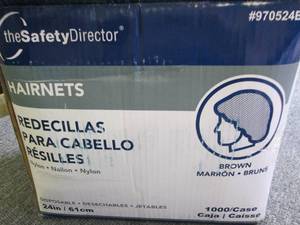 theSafetyDirector®
#970524B
HAIRNETS
REDECILLAS
PARA CABELLO
RÉSILLES
Nylon • Nailon • Nylon
BROWN
MARRÓN • BRUNS
DISPOSABLE • DESECHABLES • JETABLES
24in / 61cm
1000/Case
Caja / Caisse